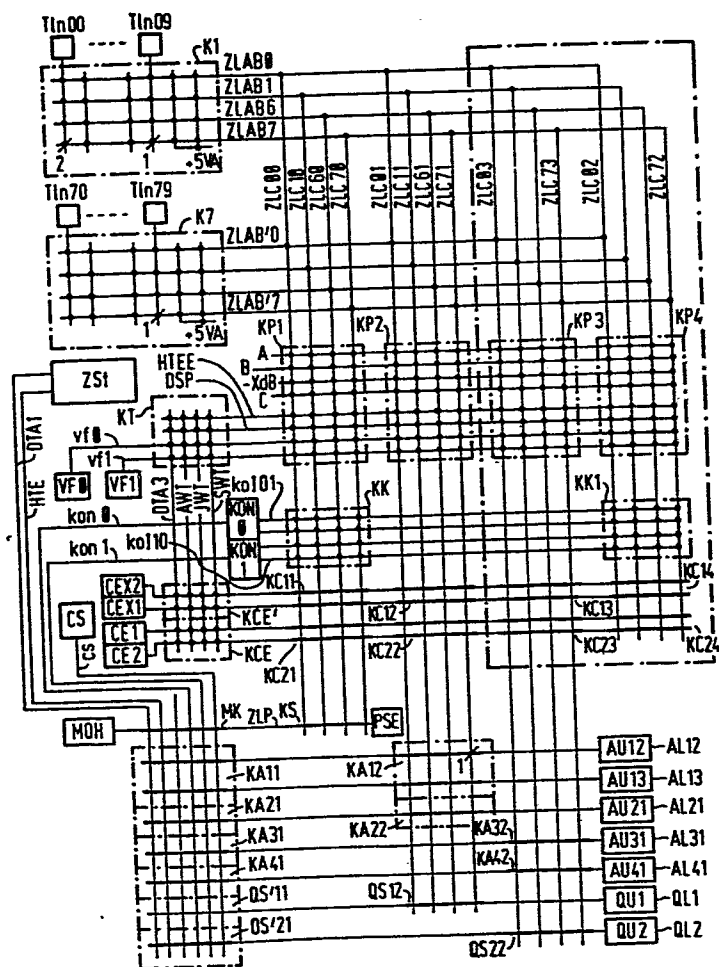 Tln00 Tln09
K1
ZLAB0
ZLAB1
ZLAB6
ZLAB7
2 1 +5VA
Tln70 Tln79
K7
ZLC00 ZLC10 ZLC60 ZLC70 ZLC01 ZLC11 ZLC61 ZLC71 ZLC03 ZLC73 ZLC02 ZLC72
ZLAB'0
ZLAB'7
1 +5VA
KP1 KP2 KP3 KP4
HTEE
DSP
A
B
XdB
C
ZSt
KT
vf0
vf1
VF0 VF1
DTA1
HTE
DTA3 AWT JWT SWT
kon 0
kon 1
KON 0
KON 1
koI01
koI10
KK KK1
KC11 KC12 KC13 KC14
CEX2
CEX1
CE1
CE2
CS
CS
KCE'
KCE
KC21 KC22 KC23 KC24
MOH
MK ZLP KS
PSE
KA11 KA12 1 AU12 AL12
AU13 AL13
KA21 AU21 AL21
KA22 KA32
KA31 AU31 AL31
KA42
KA41 AU41 AL41
QS'11 QS12 QU1 QL1
QS'21 QU2 QL2
QS22